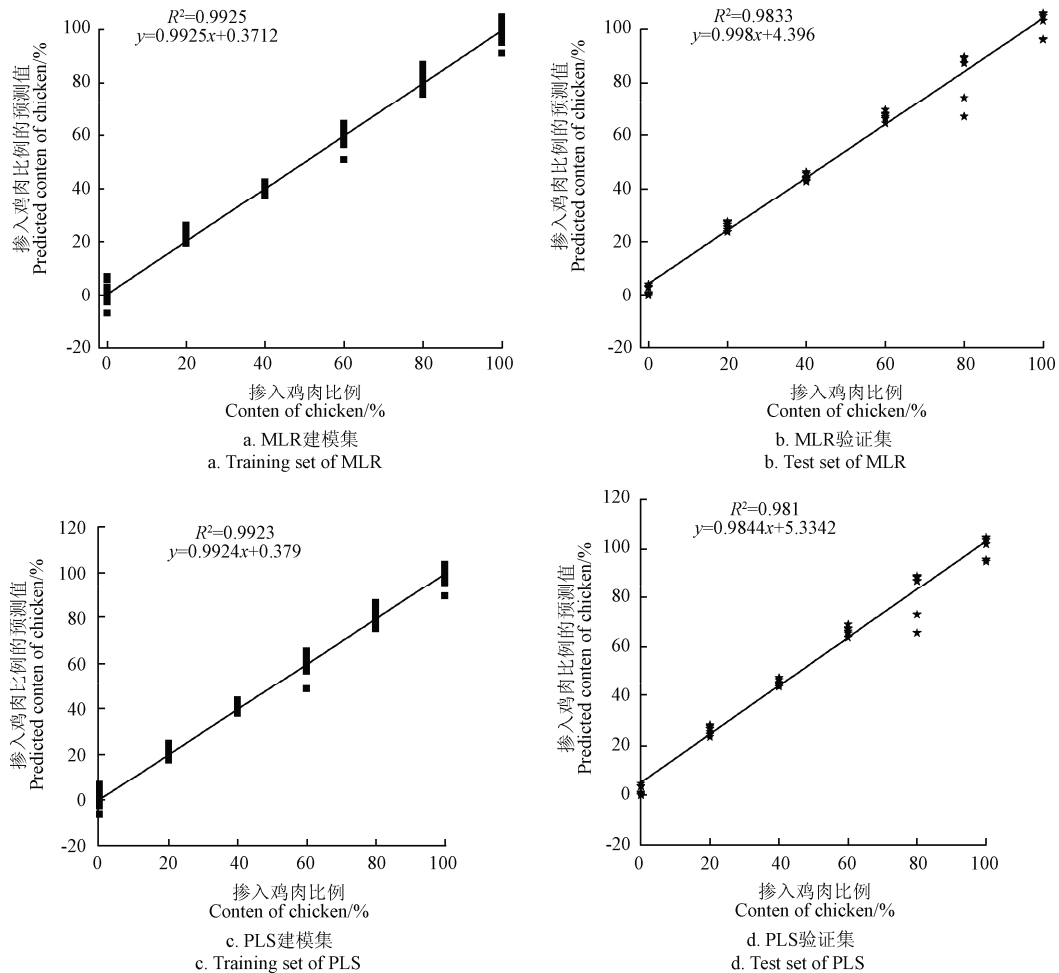 R²=0.9925
y=0.9925x+0.3712
100
80
60
40
20
0
-20
掺入鸡肉比例的预测值
Predicted conten of chicken/%
0 20 40 60 80 100
掺入鸡肉比例
Conten of chicken/%
a. MLR建模集
a. Training set of MLR
R²=0.9833
y=0.998x+4.396
100
80
60
40
20
0
-20
掺入鸡肉比例的预测值
Predicted conten of chicken/%
0 20 40 60 80 100
掺入鸡肉比例
Conten of chicken/%
b. MLR验证集
b. Test set of MLR
R²=0.9923
y=0.9924x+0.379
120
100
80
60
40
20
0
-20
掺入鸡肉比例的预测值
Predicted conten of chicken/%
0 20 40 60 80 100
掺入鸡肉比例
Conten of chicken/%
c. PLS建模集
c. Training set of PLS
R²=0.981
y=0.9844x+5.3342
120
100
80
60
40
20
0
-20
掺入鸡肉比例的预测值
Predicted conten of chicken/%
0 20 40 60 80 100
掺入鸡肉比例
Conten of chicken/%
d. PLS验证集
d. Test set of PLS